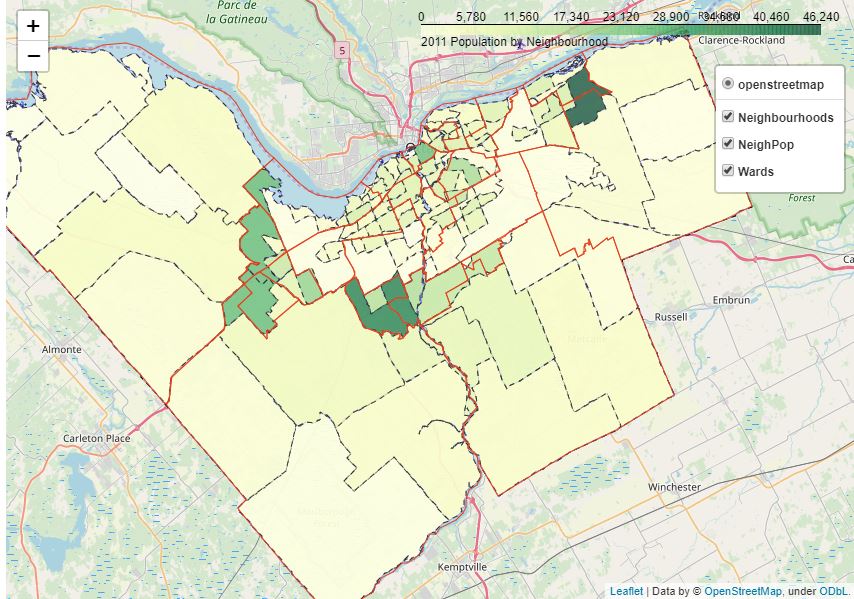 Parc de
la Gatineau
+
−
5
0 5,780 11,560 17,340 23,120 28,900 34,680 40,460 46,240
2011 Population by Neighbourhood
Rockland
Clarence-Rockland
openstreetmap
Neighbourhoods
NeighPop
Wards
Forest
Ca
Embrun
Russell
Metcalfe
Almonte
Carleton Place
Winchester
Marlborough
Forest
Kemptville
Leaflet | Data by © OpenStreetMap, under ODbL.